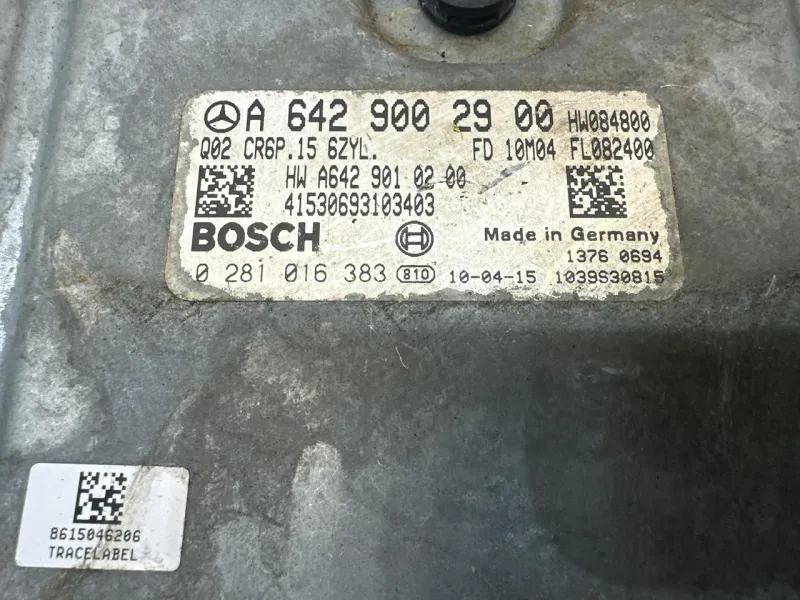 A 642 900 29 00 HW084800
Q02 CR6P.15 6ZYL. FD 10M04 FL082400
HW A642 901 02 00
41530693103403
BOSCH Made in Germany
1376 0694
0 281 016 383 810 10-04-15 1039S30815
8615046206
TRACELABEL